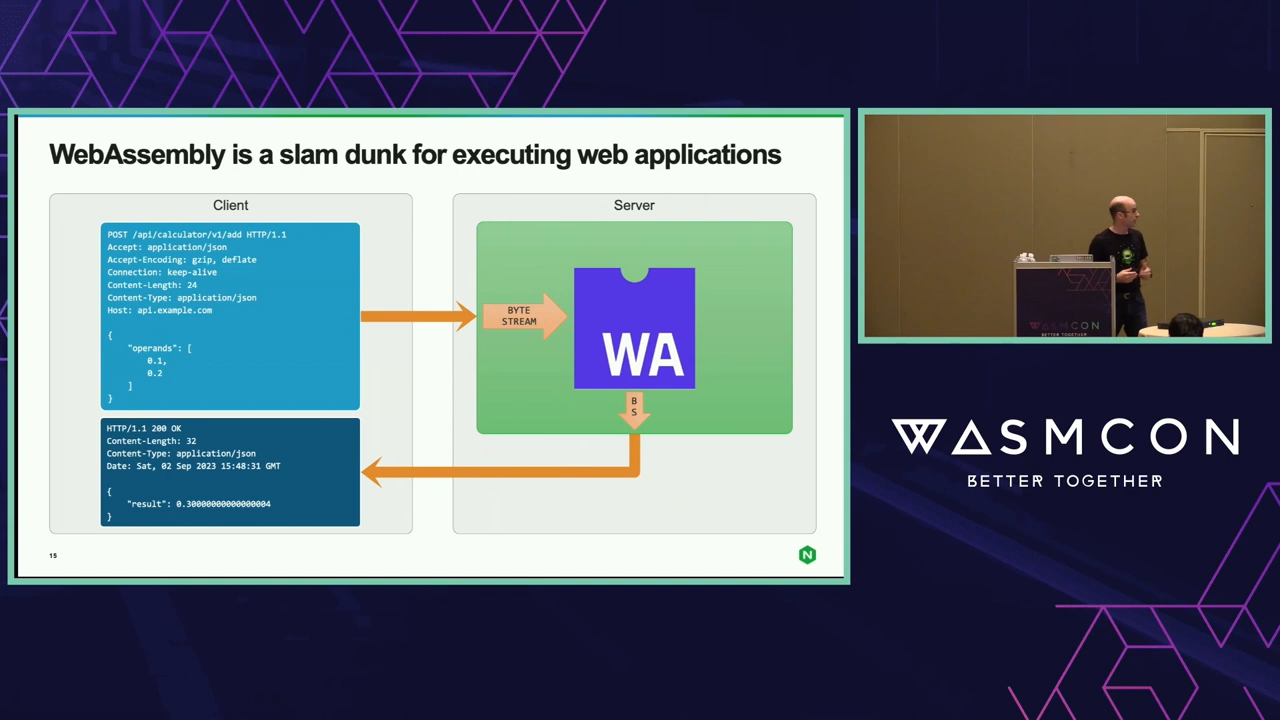 WebAssembly is a slam dunk for executing web applications
Client
POST /api/calculator/v1/add HTTP/1.1
Accept: application/json
Accept-Encoding: gzip, deflate
Connection: keep-alive
Content-Length: 24
Content-Type: application/json
Host: api.example.com
{
"operands": [
0.1,
0.2
]
}
HTTP/1.1 200 OK
Content-Length: 32
Content-Type: application/json
Date: Sat, 02 Sep 2023 15:48:31 GMT
{
"result": 0.30000000000000004
}
Server
BYTE
STREAM
WA
B
S
15
N
WASMCON
BETTER TOGETHER
WASMCON
BETTER TOGETHER